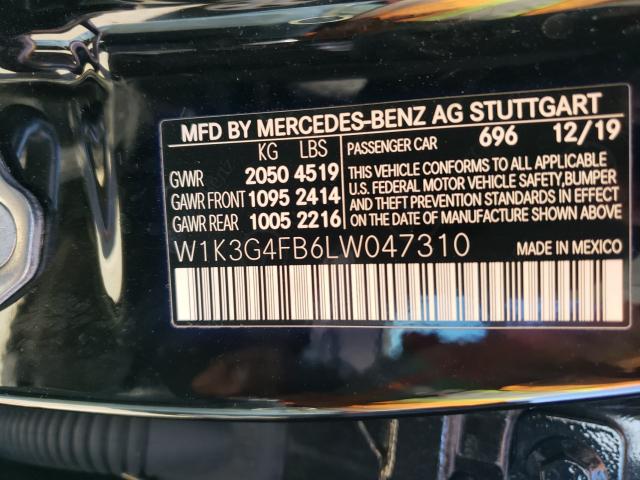 MFD BY MERCEDES-BENZ AG STUTTGART
KG LBS PASSENGER CAR 696 12/19
GVWR 2050 4519
GAWR FRONT 1095 2414
GAWR REAR 1005 2216
THIS VEHICLE CONFORMS TO ALL APPLICABLE
U.S. FEDERAL MOTOR VEHICLE SAFETY,BUMPER
AND THEFT PREVENTION STANDARDS IN EFFECT
ON THE DATE OF MANUFACTURE SHOWN ABOVE.
W1K3G4FB6LW047310 MADE IN MEXICO